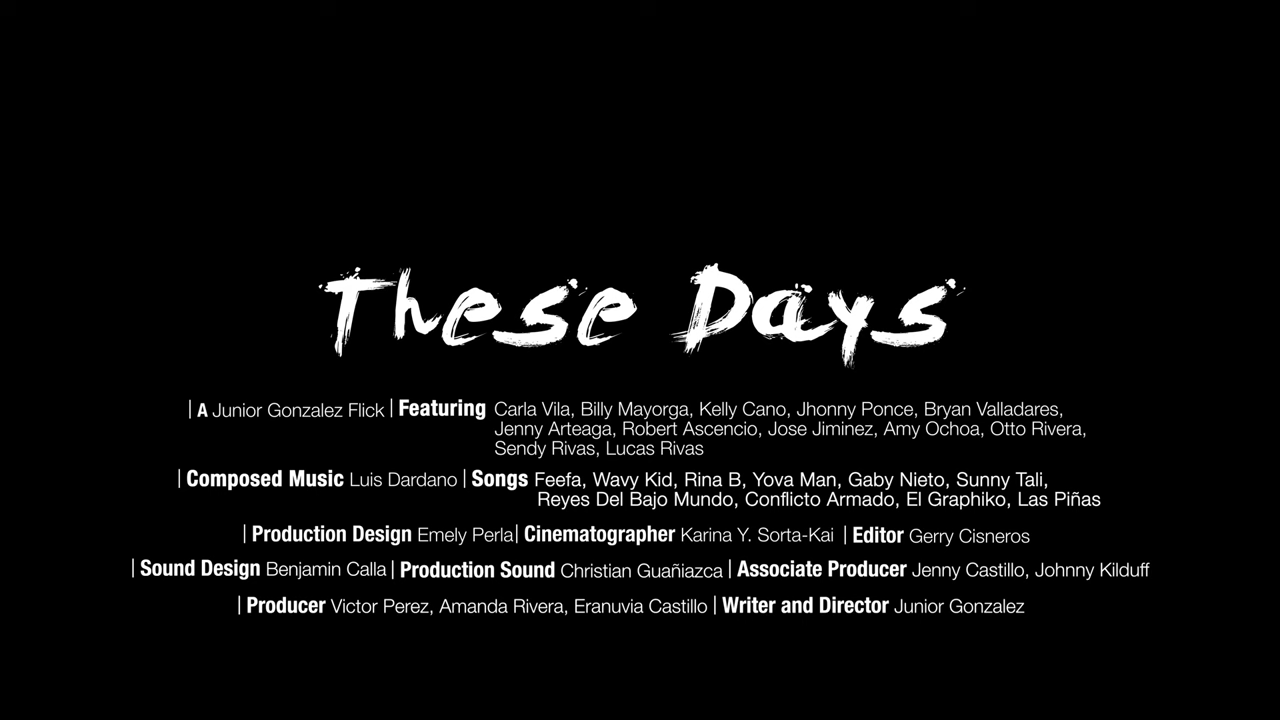 These Days
| A Junior Gonzalez Flick | Featuring Carla Vila, Billy Mayorga, Kelly Cano, Jhonny Ponce, Bryan Valladares,
Jenny Arteaga, Robert Ascencio, Jose Jiminez, Amy Ochoa, Otto Rivera,
Sendy Rivas, Lucas Rivas
| Composed Music Luis Dardano | Songs Feefa, Wavy Kid, Rina B, Yova Man, Gaby Nieto, Sunny Tali,
Reyes Del Bajo Mundo, Conflicto Armado, El Graphiko, Las Piñas
| Production Design Emely Perla | Cinematographer Karina Y. Sorta-Kai | Editor Gerry Cisneros
| Sound Design Benjamin Calla | Production Sound Christian Guañiazca | Associate Producer Jenny Castillo, Johnny Kilduff
| Producer Victor Perez, Amanda Rivera, Eranuvia Castillo | Writer and Director Junior Gonzalez